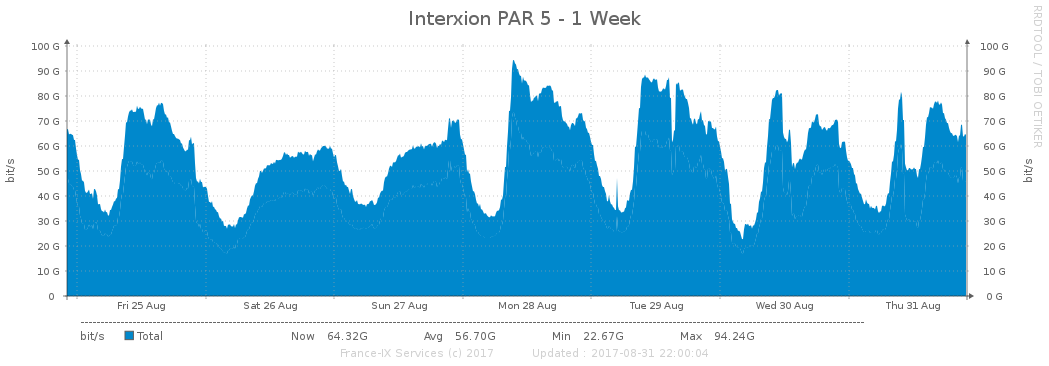 Interxion PAR 5 - 1 Week
RRDTOOL / TOBI OETIKER
bit/s
100 G 100 G
90 G 90 G
80 G 80 G
70 G 70 G
60 G 60 G
50 G 50 G
40 G 40 G
30 G 30 G
20 G 20 G
10 G 10 G
0 0 G
bit/s
Fri 25 Aug Sat 26 Aug Sun 27 Aug Mon 28 Aug Tue 29 Aug Wed 30 Aug Thu 31 Aug
bit/s Total Now 64.32G Avg 56.70G Min 22.67G Max 94.24G
France-IX Services (c) 2017 Updated : 2017-08-31 22:00:04